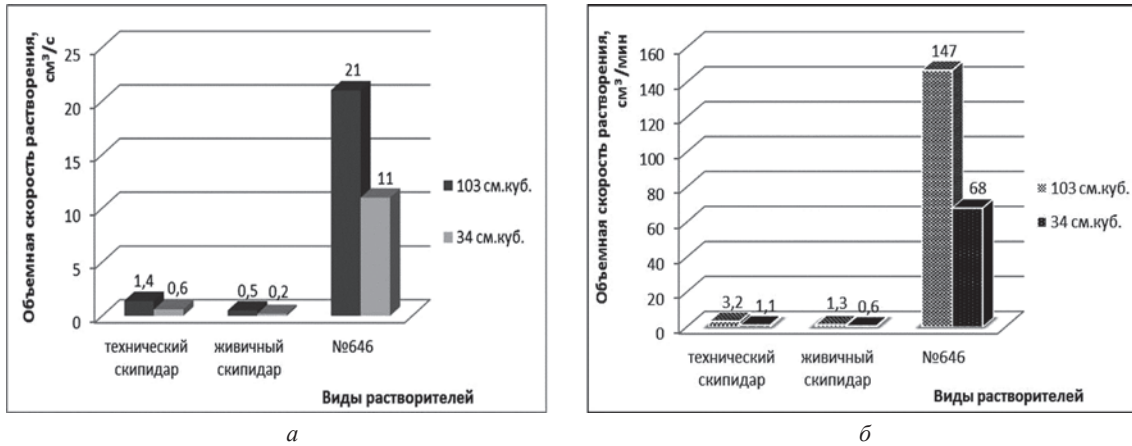 Объемная скорость растворения,
см³/с
25
20
15
10
5
0
1,4
0,6
0,5
0,2
21
11
технический
скипидар
живичный
скипидар
№646
103 см.куб.
34 см.куб.
Виды растворителей
а
Объемная скорость растворения,
см³/мин
160
140
120
100
80
60
40
20
0
3,2
1,1
1,3
0,6
147
68
технический
скипидар
живичный
скипидар
№646
103 см.куб.
34 см.куб.
Виды растворителей
б